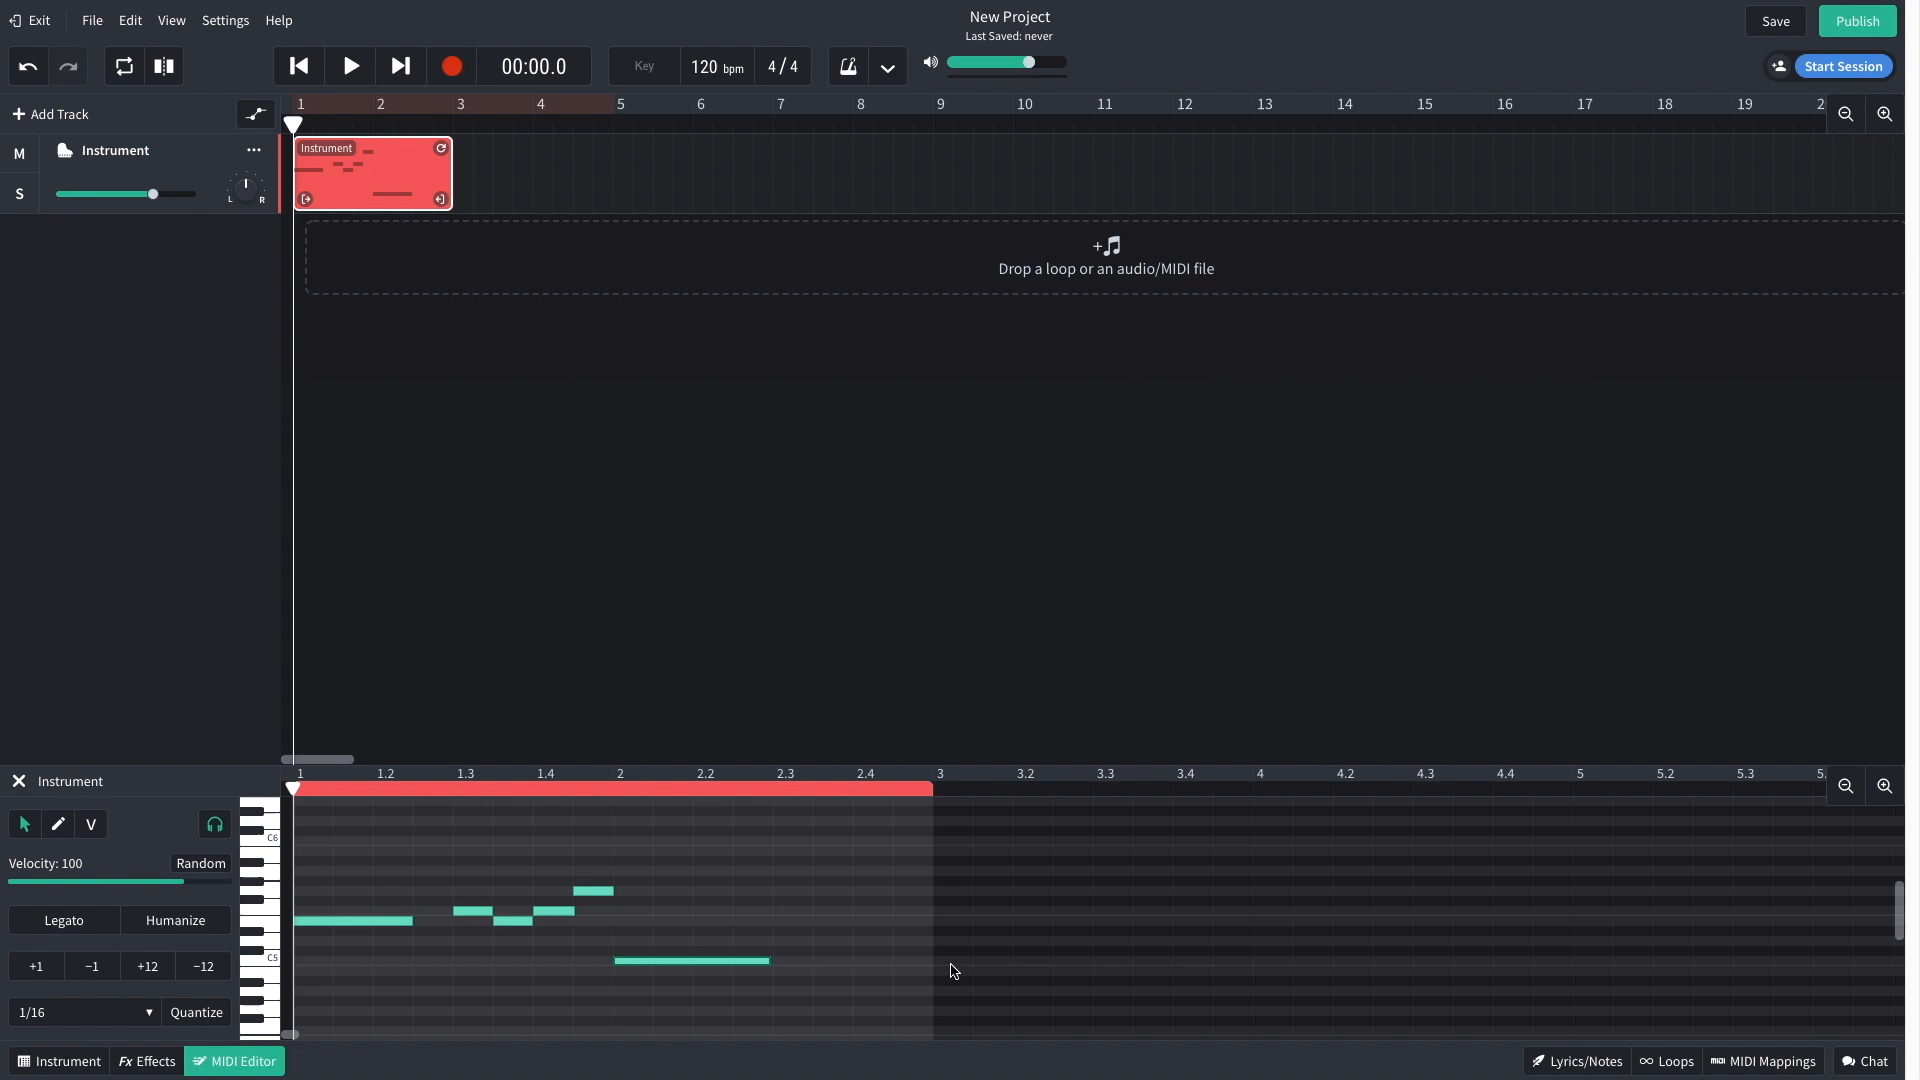 Exit File Edit View Settings Help
New Project
Last Saved: never
Save Publish
00:00.0 Key 120 bpm 4 / 4
Start Session
Add Track
1 2 3 4 5 6 7 8 9 10 11 12 13 14 15 16 17 18 19
M Instrument
S L R
Instrument
Drop a loop or an audio/MIDI file
Instrument
1 1.2 1.3 1.4 2 2.2 2.3 2.4 3 3.2 3.3 3.4 4 4.2 4.3 4.4 5 5.2 5.3
V
C6
Velocity: 100 Random
Legato Humanize
C5
+1 −1 +12 −12
1/16 Quantize
Instrument Fx Effects MIDI Editor
Lyrics/Notes Loops MIDI Mappings Chat